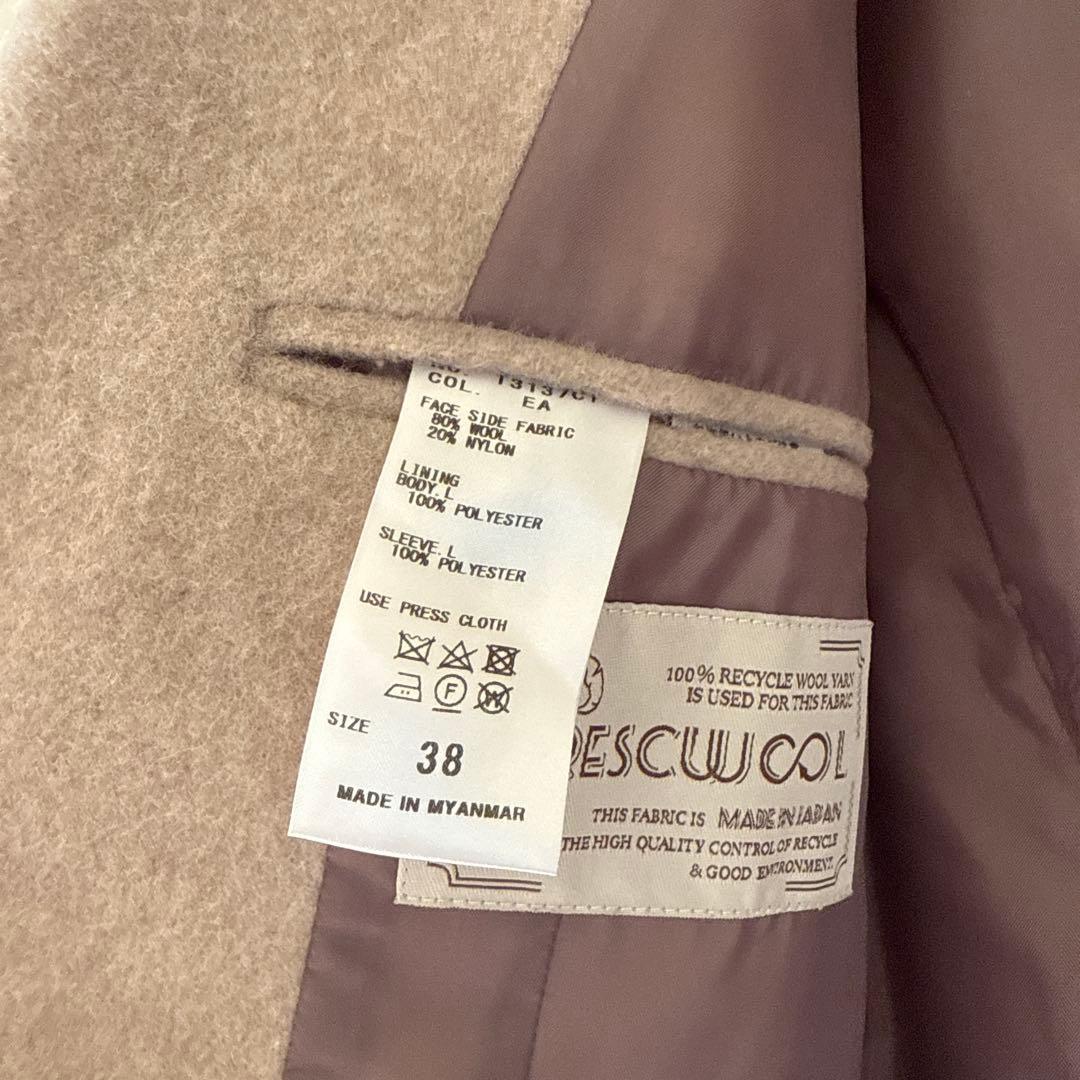 COL. EA
FACE SIDE FABRIC
80% WOOL
20% NYLON
LINING
BODY.L
100% POLYESTER
SLEEVE.L
100% POLYESTER
USE PRESS CLOTH
F
W
SIZE
38
MADE IN MYANMAR
100% RECYCLE WOOL YARN
IS USED FOR THIS FABRIC
RESCUWOOL
THIS FABRIC IS MADE IN JAPAN
THE HIGH QUALITY CONTROL OF RECYCLE
& GOOD ENVIRONMENT.